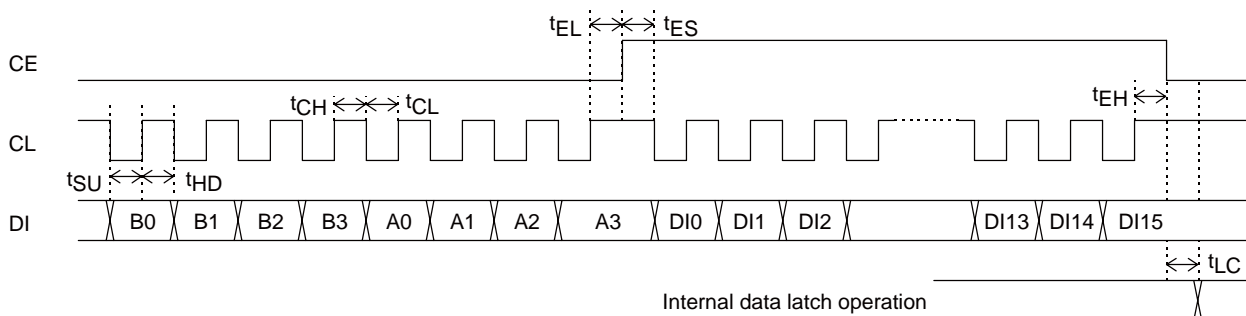 tEL tES
CE
tCH tCL tEH
CL
tSU tHD
DI B0 B1 B2 B3 A0 A1 A2 A3 DI0 DI1 DI2 DI13 DI14 DI15
tLC
Internal data latch operation